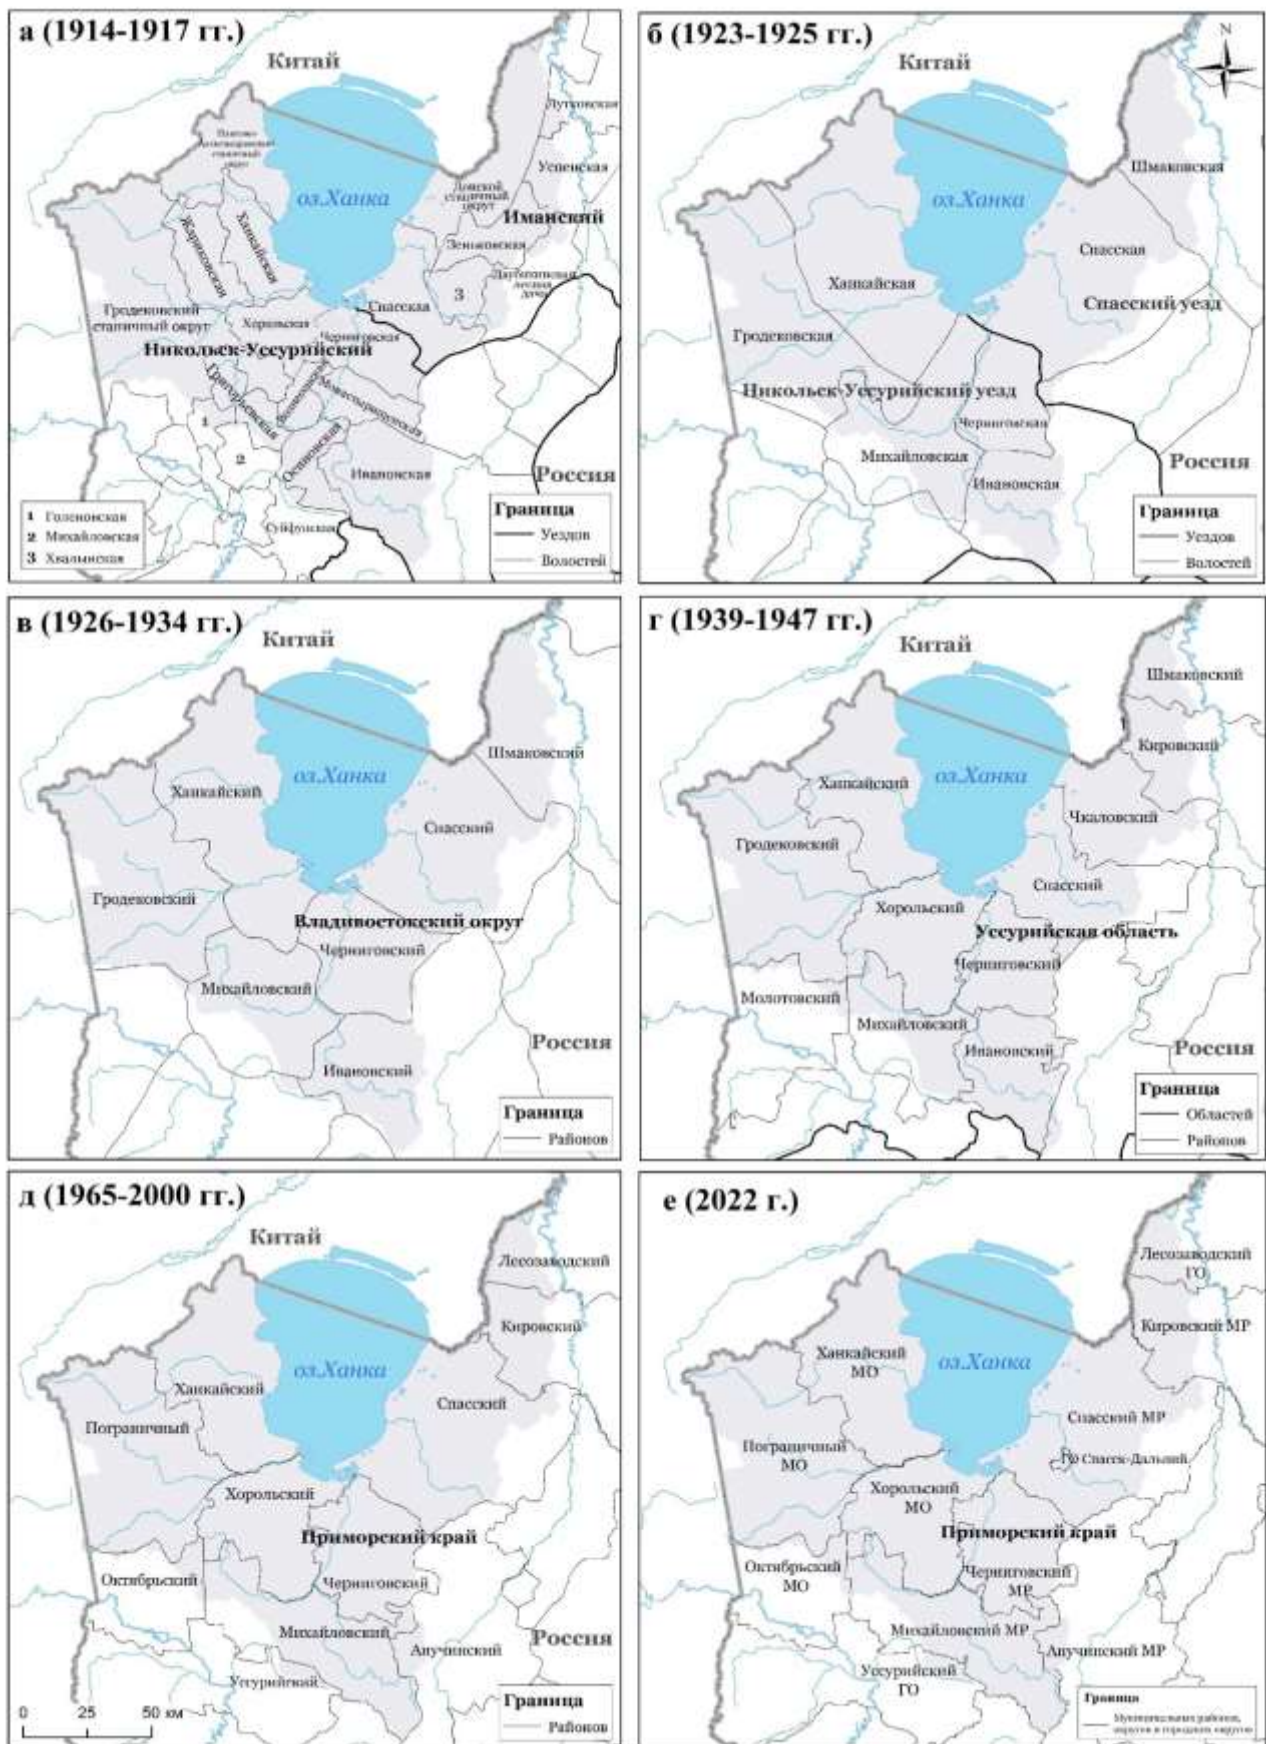 а (1914-1917 гг.)
Китай
Лутковская
Успенская
оз.Ханка
Донской
станичный
округ
Иманский
Жариковская
Ханкайская
Зеньковская
лесная
дача
3
Спасская
Гродековский
станичный округ
Хорольская
Черниговская
Никольск-Уссурийский
Григорьевская
1
2
Осиновская
Ивановская
Россия
Суйфунская
1 Голенковская
2 Михайловская
3 Хвалынская
Граница
Уездов
Волостей
б (1923-1925 гг.)
N
Китай
Шмаковская
оз.Ханка
Спасская
Ханкайская
Спасский уезд
Гродековская
Никольск-Уссурийский уезд
Черниговская
Михайловская
Ивановская
Россия
Граница
Уездов
Волостей
в (1926-1934 гг.)
Китай
Шмаковский
оз.Ханка
Ханкайский
Спасский
Гродековский
Владивостокский округ
Черниговский
Михайловский
Россия
Ивановский
Граница
Районов
г (1939-1947 гг.)
Китай
Шмаковский
Кировский
оз.Ханка
Ханкайский
Чкаловский
Гродековский
Спасский
Хорольский
Уссурийская область
Черниговский
Молотовский
Михайловский
Ивановский
Россия
Граница
Областей
Районов
д (1965-2000 гг.)
Китай
Лесозаводский
Кировский
оз.Ханка
Ханкайский
Спасский
Пограничный
Хорольский
Приморский край
Октябрьский
Черниговский
Михайловский
Анучинский
Россия
Уссурийский
0 25 50 км
Граница
Районов
е (2022 г.)
Лесозаводский
ГО
Кировский МР
Ханкайский
МО
оз.Ханка
Спасский МР
Пограничный
МО
ГО Спасск-Дальний
Хорольский
МО
Приморский край
Октябрьский
МО
Черниговский
МР
Михайловский МР
Анучинский МР
Уссурийский
ГО
Граница
Муниципальных районов,
округов и городских округов